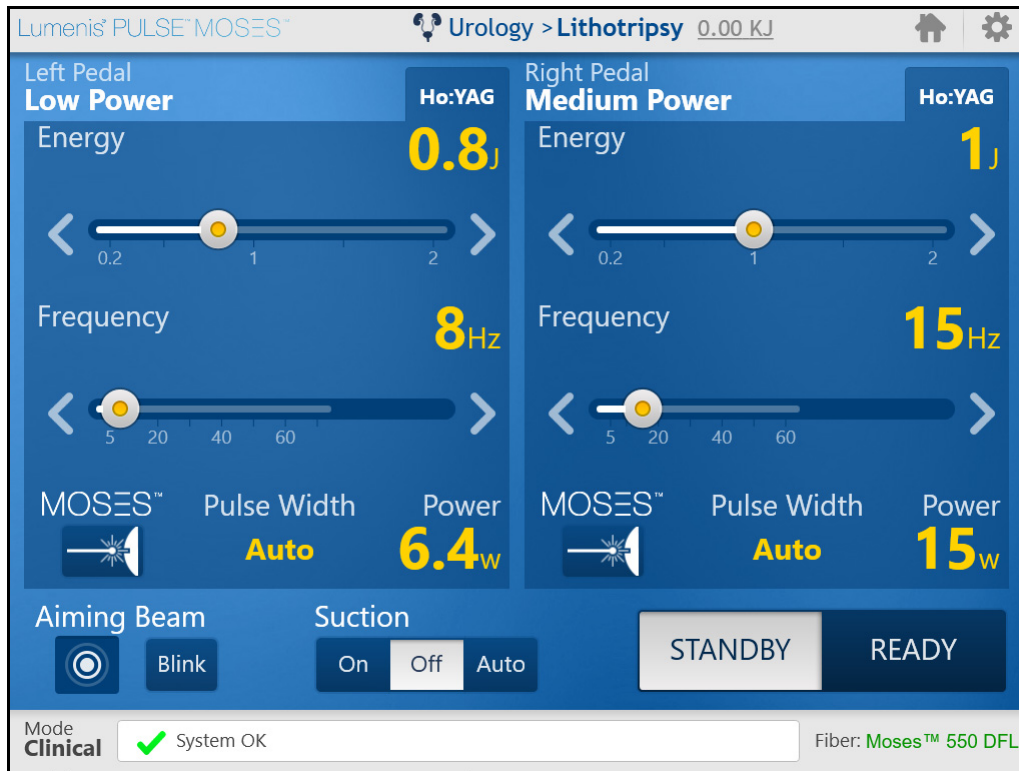 Lumenis® PULSE™ MOSES™ Urology > Lithotripsy 0.00 KJ
Left Pedal
Low Power Ho:YAG
Energy 0.8J
0.2 1 2
Frequency 8Hz
5 20 40 60
MOSES™ Pulse Width Power
Auto 6.4W
Right Pedal
Medium Power Ho:YAG
Energy 1J
0.2 1 2
Frequency 15Hz
5 20 40 60
MOSES™ Pulse Width Power
Auto 15W
Aiming Beam Suction
Blink On Off Auto STANDBY READY
Mode
Clinical System OK Fiber: Moses™ 550 DFL